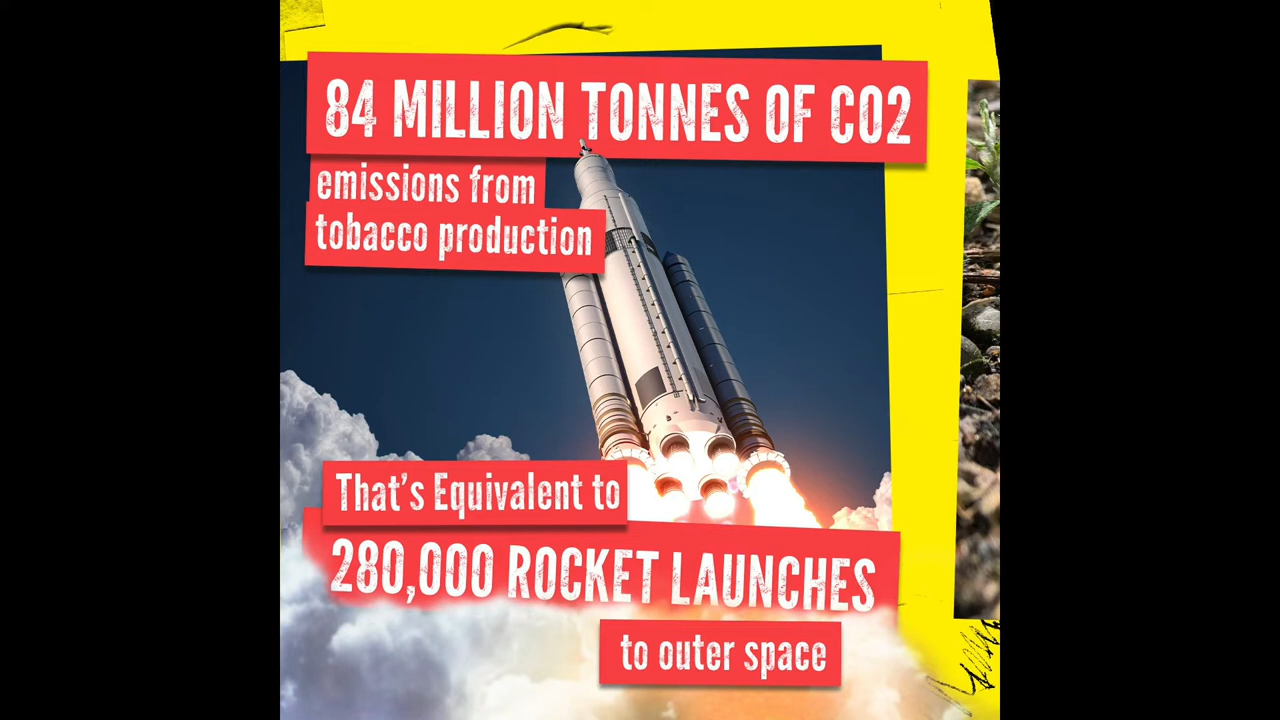 84 MILLION TONNES OF CO2
emissions from
tobacco production
That's Equivalent to
280,000 ROCKET LAUNCHES
to outer space